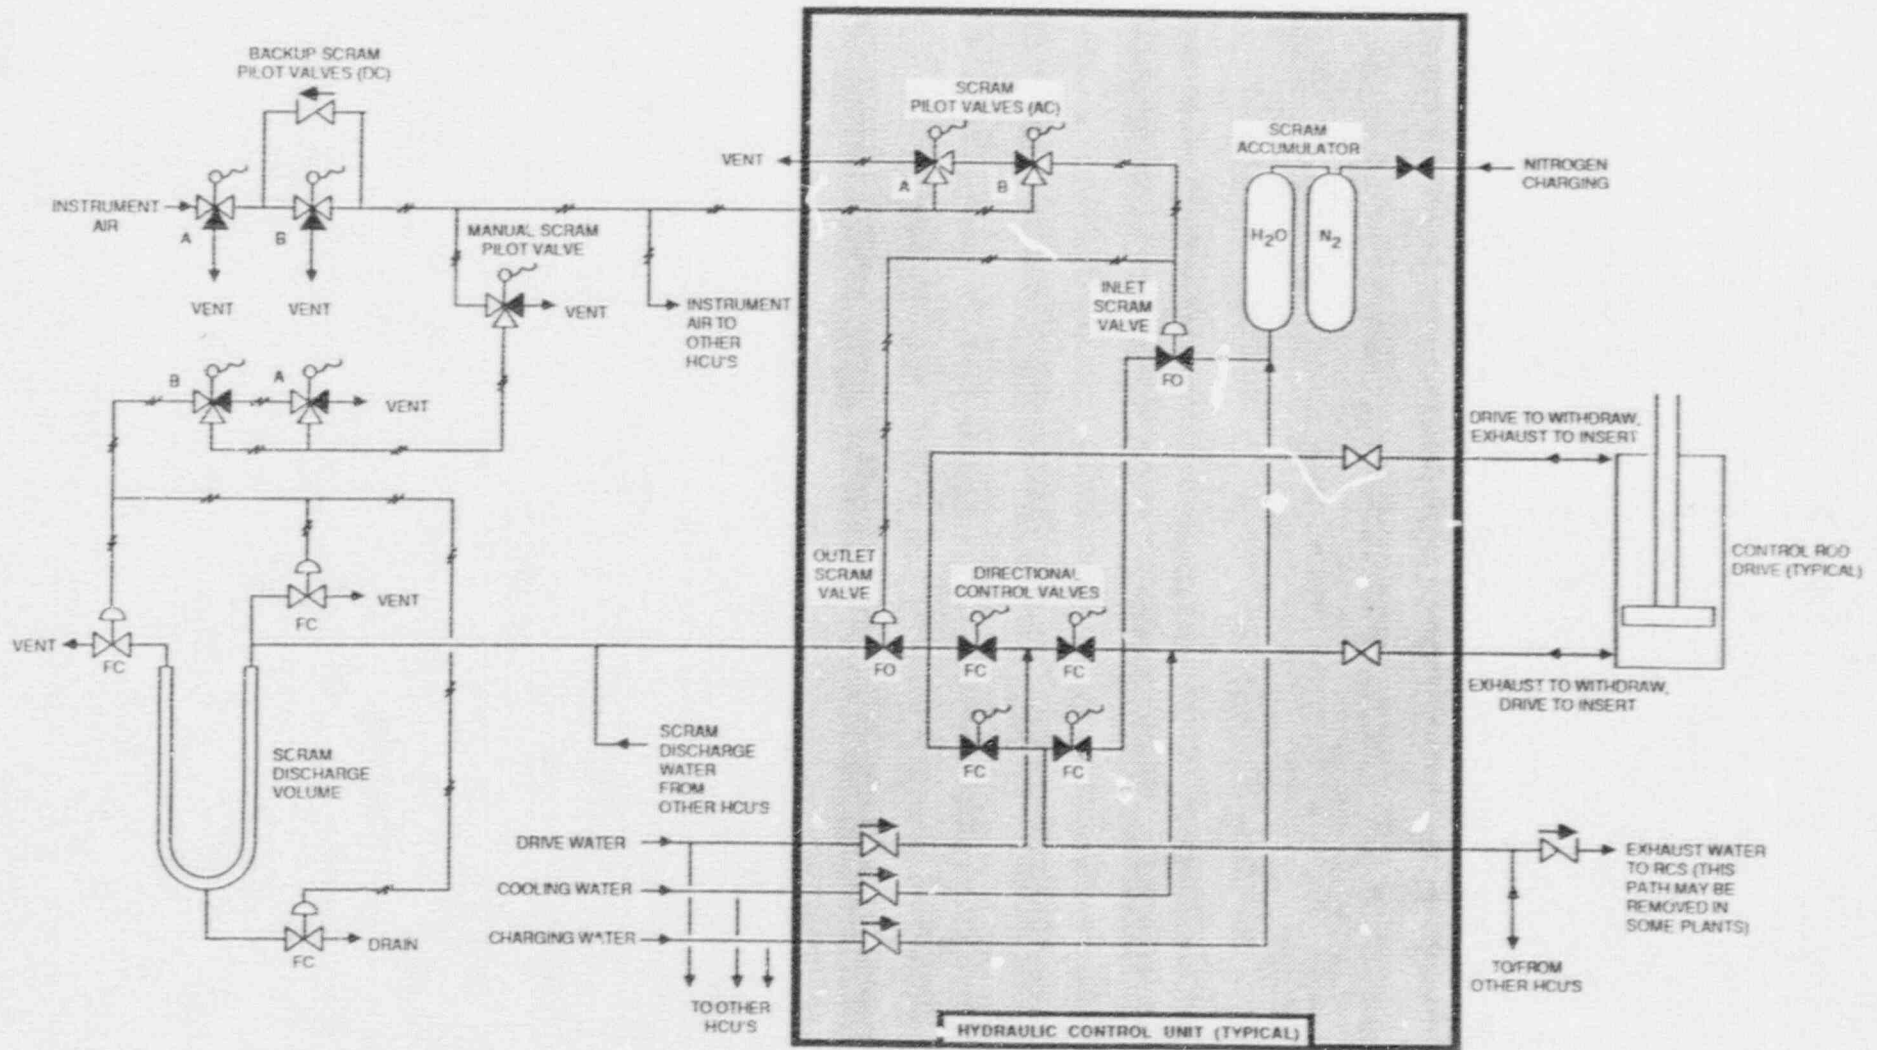 BACKUP SCRAM
PILOT VALVES (DC)
SCRAM
PILOT VALVES (AC)
SCRAM
ACCUMULATOR
VENT
A
B
NITROGEN
CHARGING
INSTRUMENT
AIR
A
B
MANUAL SCRAM
PILOT VALVE
H2O
N2
VENT
VENT
VENT
INSTRUMENT
AIR TO
OTHER
HCU'S
INLET
SCRAM
VALVE
FO
B
A
VENT
DRIVE TO WITHDRAW,
EXHAUST TO INSERT
OUTLET
SCRAM
VALVE
DIRECTIONAL
CONTROL VALVES
CONTROL ROD
DRIVE (TYPICAL)
VENT
FC
VENT
FC
FO
FC
FC
EXHAUST TO WITHDRAW,
DRIVE TO INSERT
SCRAM
DISCHARGE
VOLUME
SCRAM
DISCHARGE
WATER
FROM
OTHER HCU'S
FC
FC
DRIVE WATER
EXHAUST WATER
TO RCS (THIS
PATH MAY BE
REMOVED IN
SOME PLANTS)
COOLING WATER
CHARGING WATER
DRAIN
FC
TO/FROM
OTHER HCU'S
TO OTHER
HCU'S
HYDRAULIC CONTROL UNIT (TYPICAL)